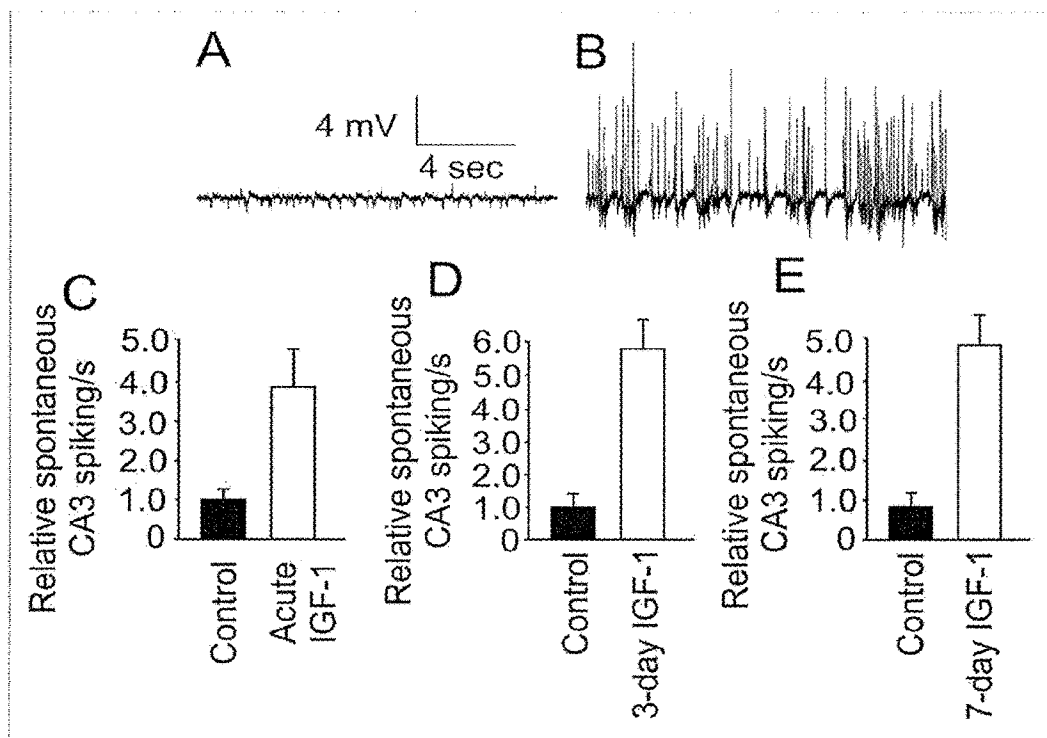 A
B
4 mV
4 sec
C
Relative spontaneous
CA3 spiking/s
5.0
4.0
3.0
2.0
1.0
0
Control
Acute
IGF-1
D
Relative spontaneous
CA3 spiking/s
6.0
5.0
4.0
3.0
2.0
1.0
0
Control
3-day IGF-1
E
Relative spontaneous
CA3 spiking/s
5.0
4.0
3.0
2.0
1.0
0
Control
7-day IGF-1